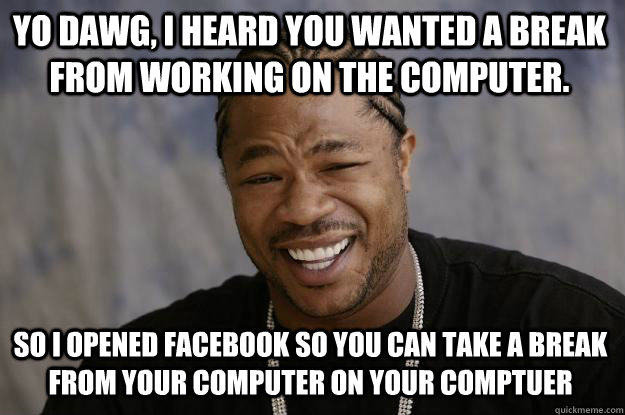 YO DAWG, I HEARD YOU WANTED A BREAK
FROM WORKING ON THE COMPUTER.
SO I OPENED FACEBOOK SO YOU CAN TAKE A BREAK
FROM YOUR COMPUTER ON YOUR COMPTUER
quickmeme.com